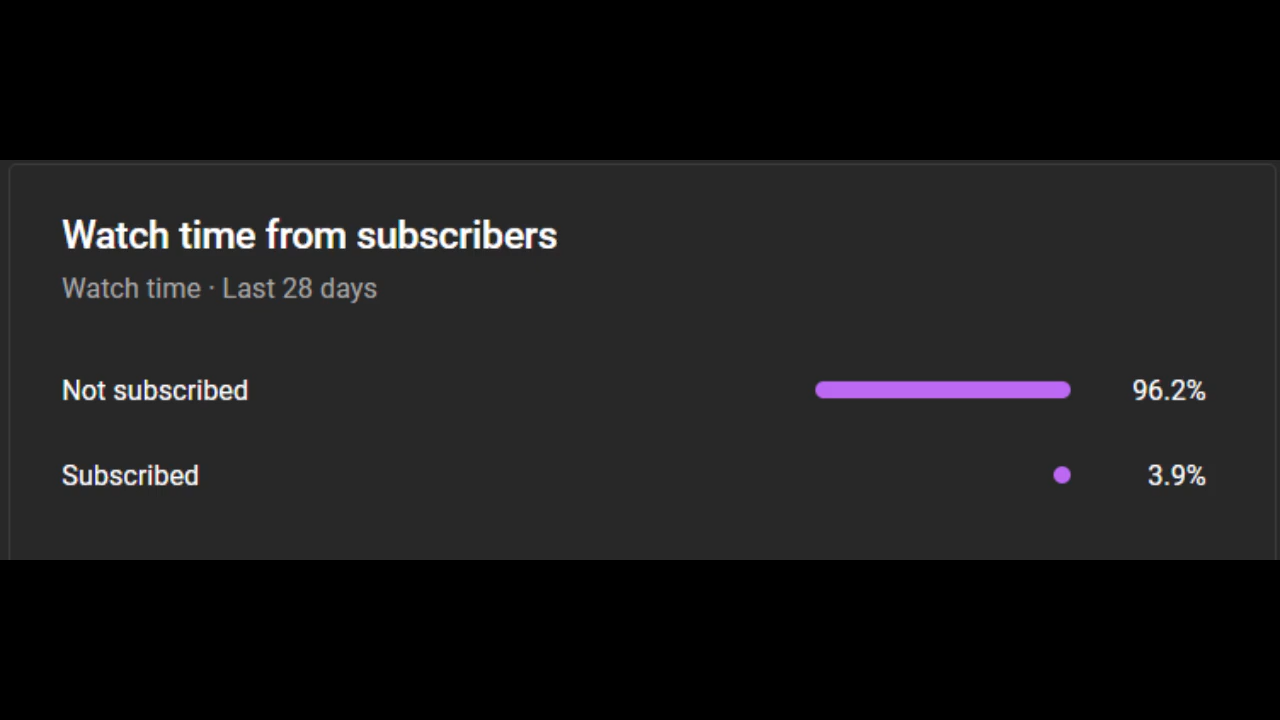 Watch time from subscribers
Watch time · Last 28 days
Not subscribed 96.2%
Subscribed 3.9%